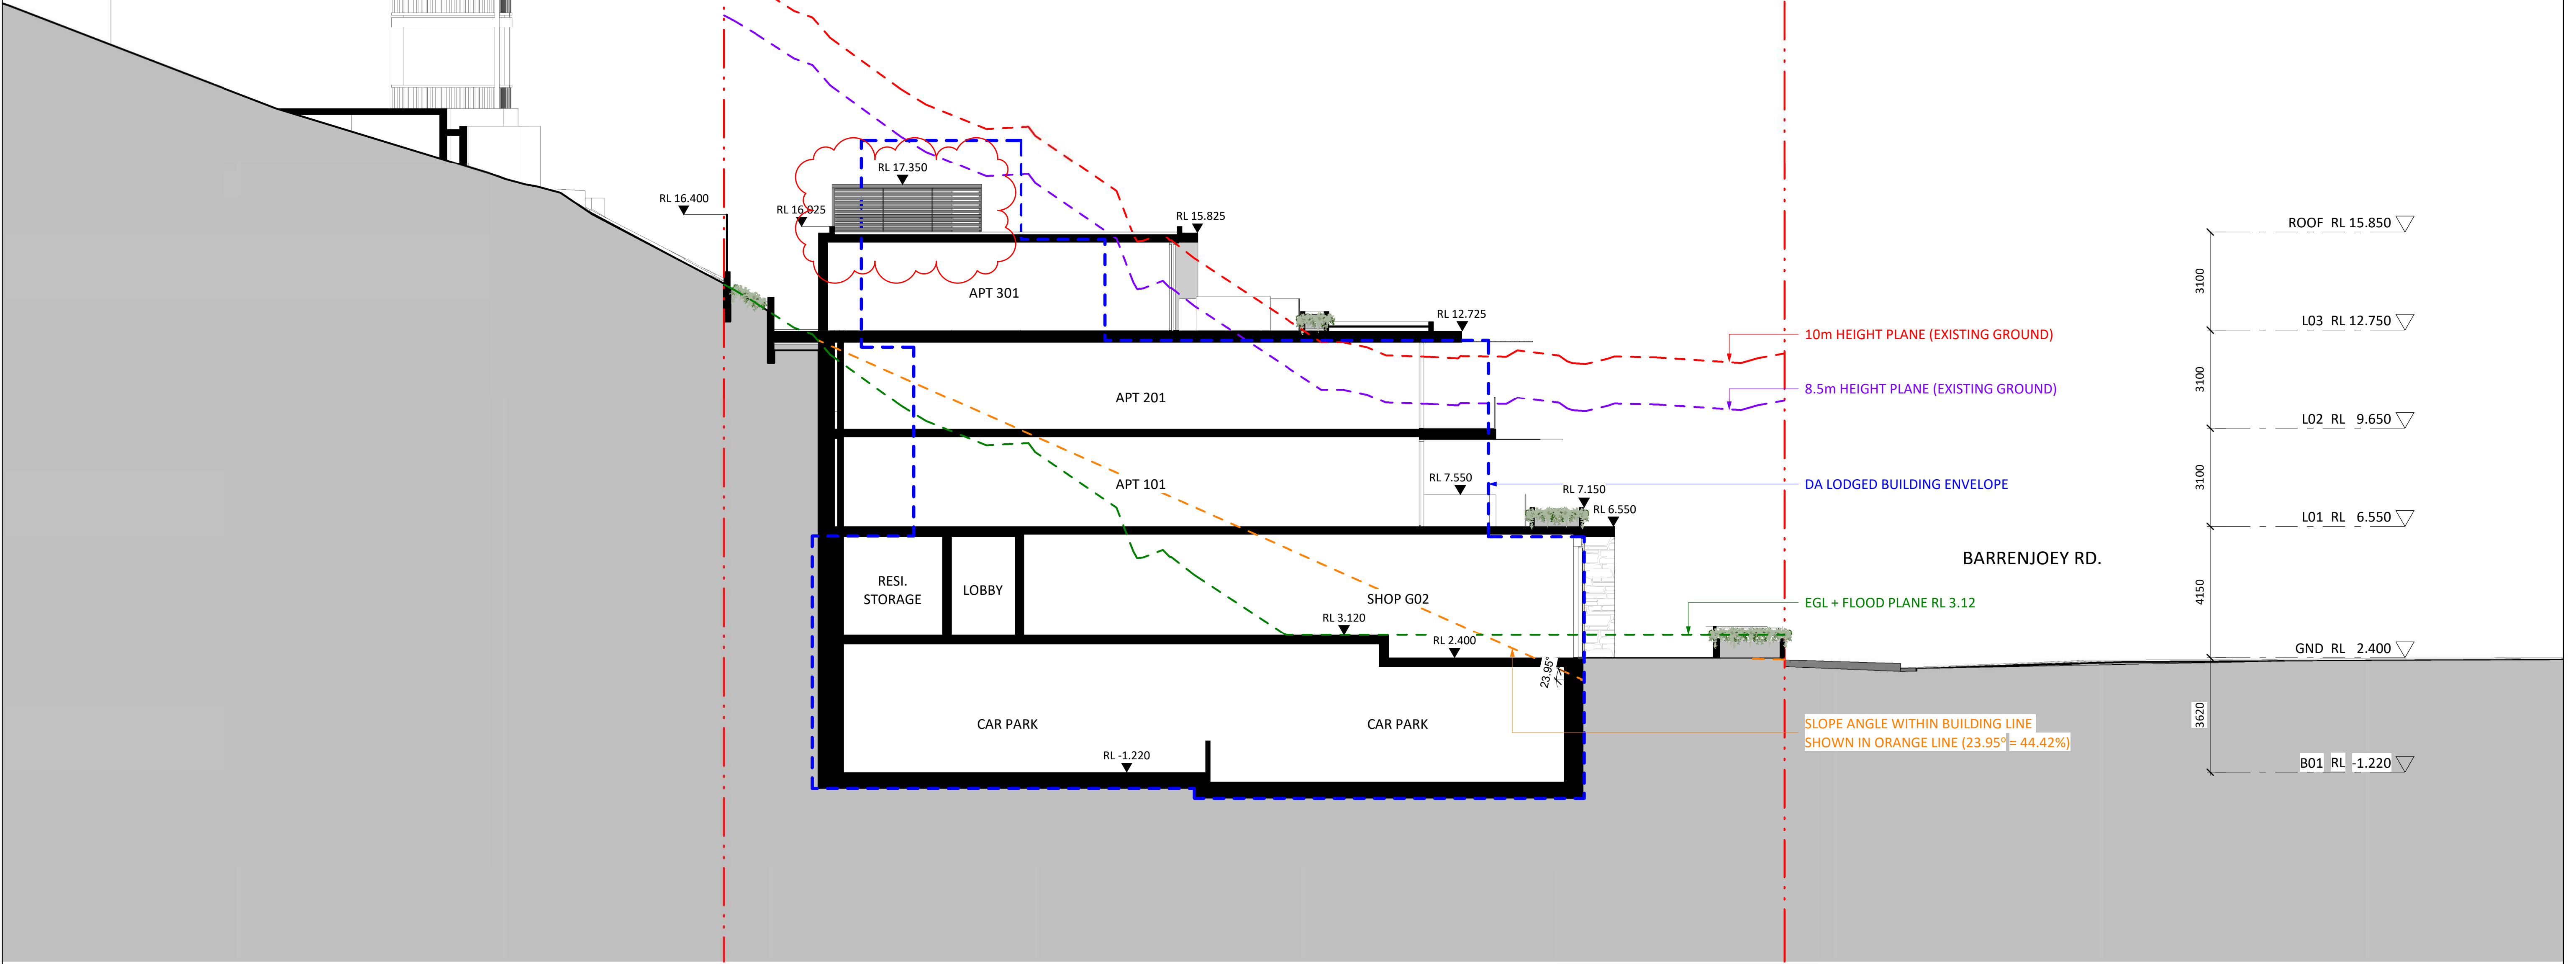 RL 17.350
RL 16.400
RL 16.025
RL 15.825
ROOF RL 15.850
3100
APT 301
RL 12.725
L03 RL 12.750
10m HEIGHT PLANE (EXISTING GROUND)
3100
8.5m HEIGHT PLANE (EXISTING GROUND)
APT 201
L02 RL 9.650
3100
RL 7.550
APT 101
DA LODGED BUILDING ENVELOPE
RL 7.150
RL 6.550
L01 RL 6.550
BARRENJOEY RD.
RESI.
STORAGE
LOBBY
SHOP G02
4150
EGL + FLOOD PLANE RL 3.12
RL 3.120
RL 2.400
GND RL 2.400
23.95°
3620
CAR PARK
CAR PARK
SLOPE ANGLE WITHIN BUILDING LINE
SHOWN IN ORANGE LINE (23.95° = 44.42%)
RL -1.220
B01 RL -1.220